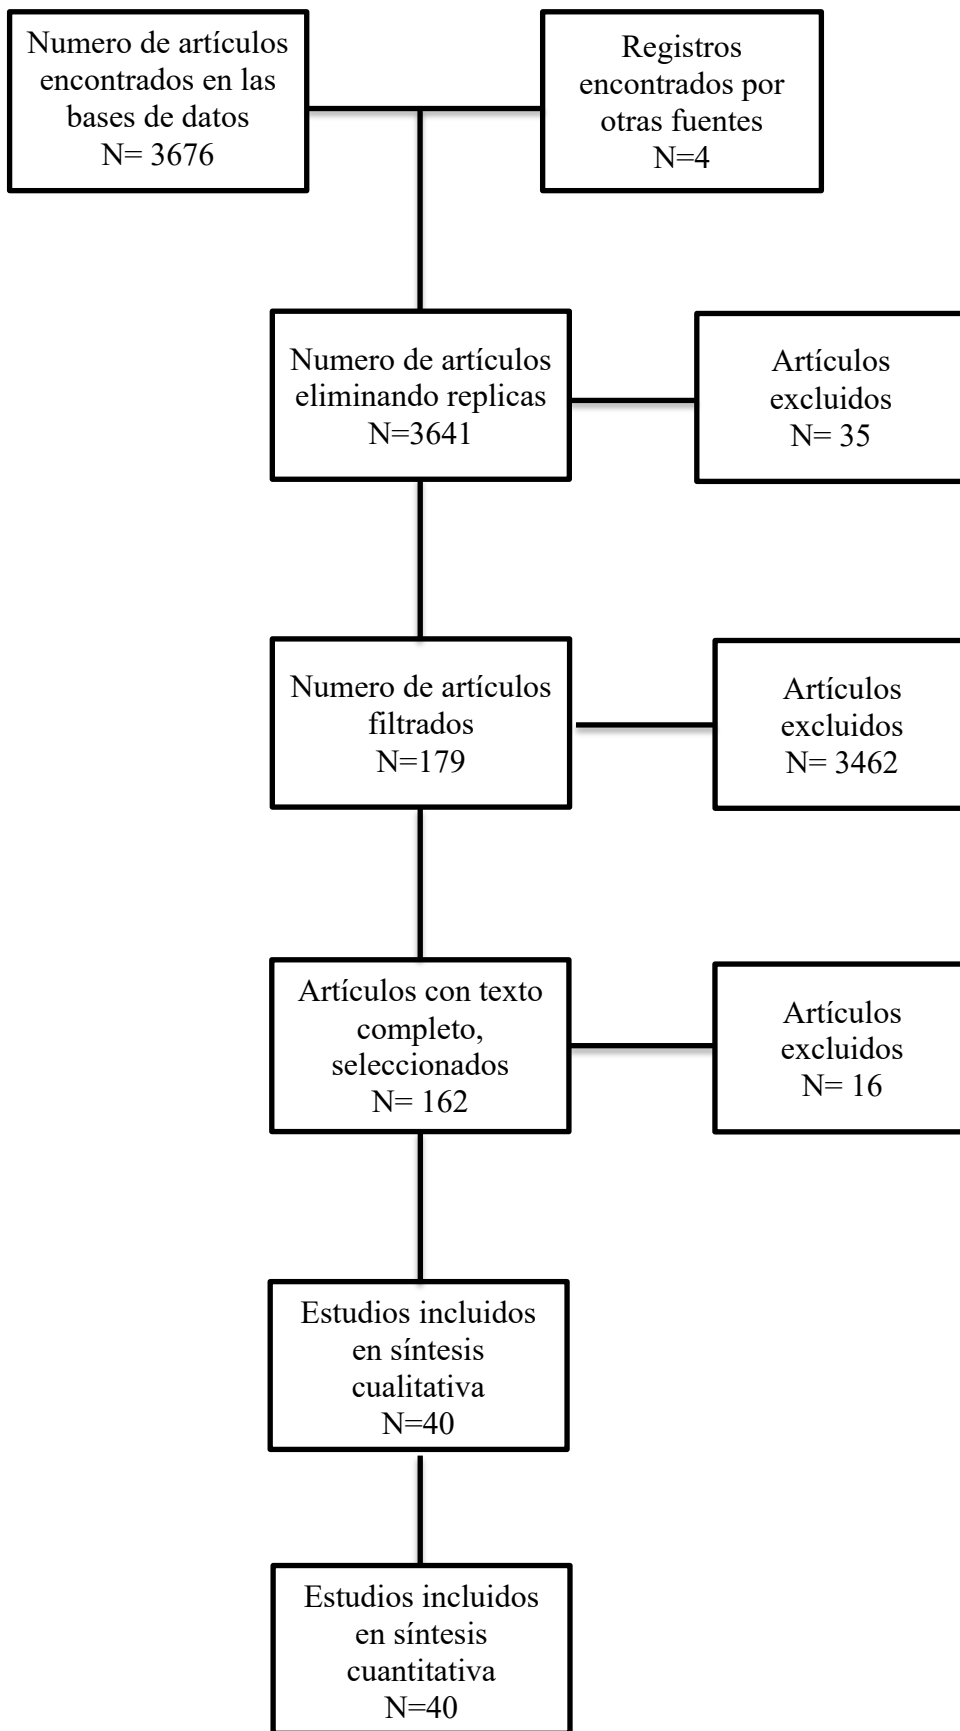 Numero de artículos
encontrados en las
bases de datos
N= 3676
Registros
encontrados por
otras fuentes
N=4
Numero de artículos
eliminando replicas
N=3641
Artículos
excluidos
N= 35
Numero de artículos
filtrados
N=179
Artículos
excluidos
N= 3462
Artículos con texto
completo,
seleccionados
N= 162
Artículos
excluidos
N= 16
Estudios incluidos
en síntesis
cualitativa
N=40
Estudios incluidos
en síntesis
cuantitativa
N=40